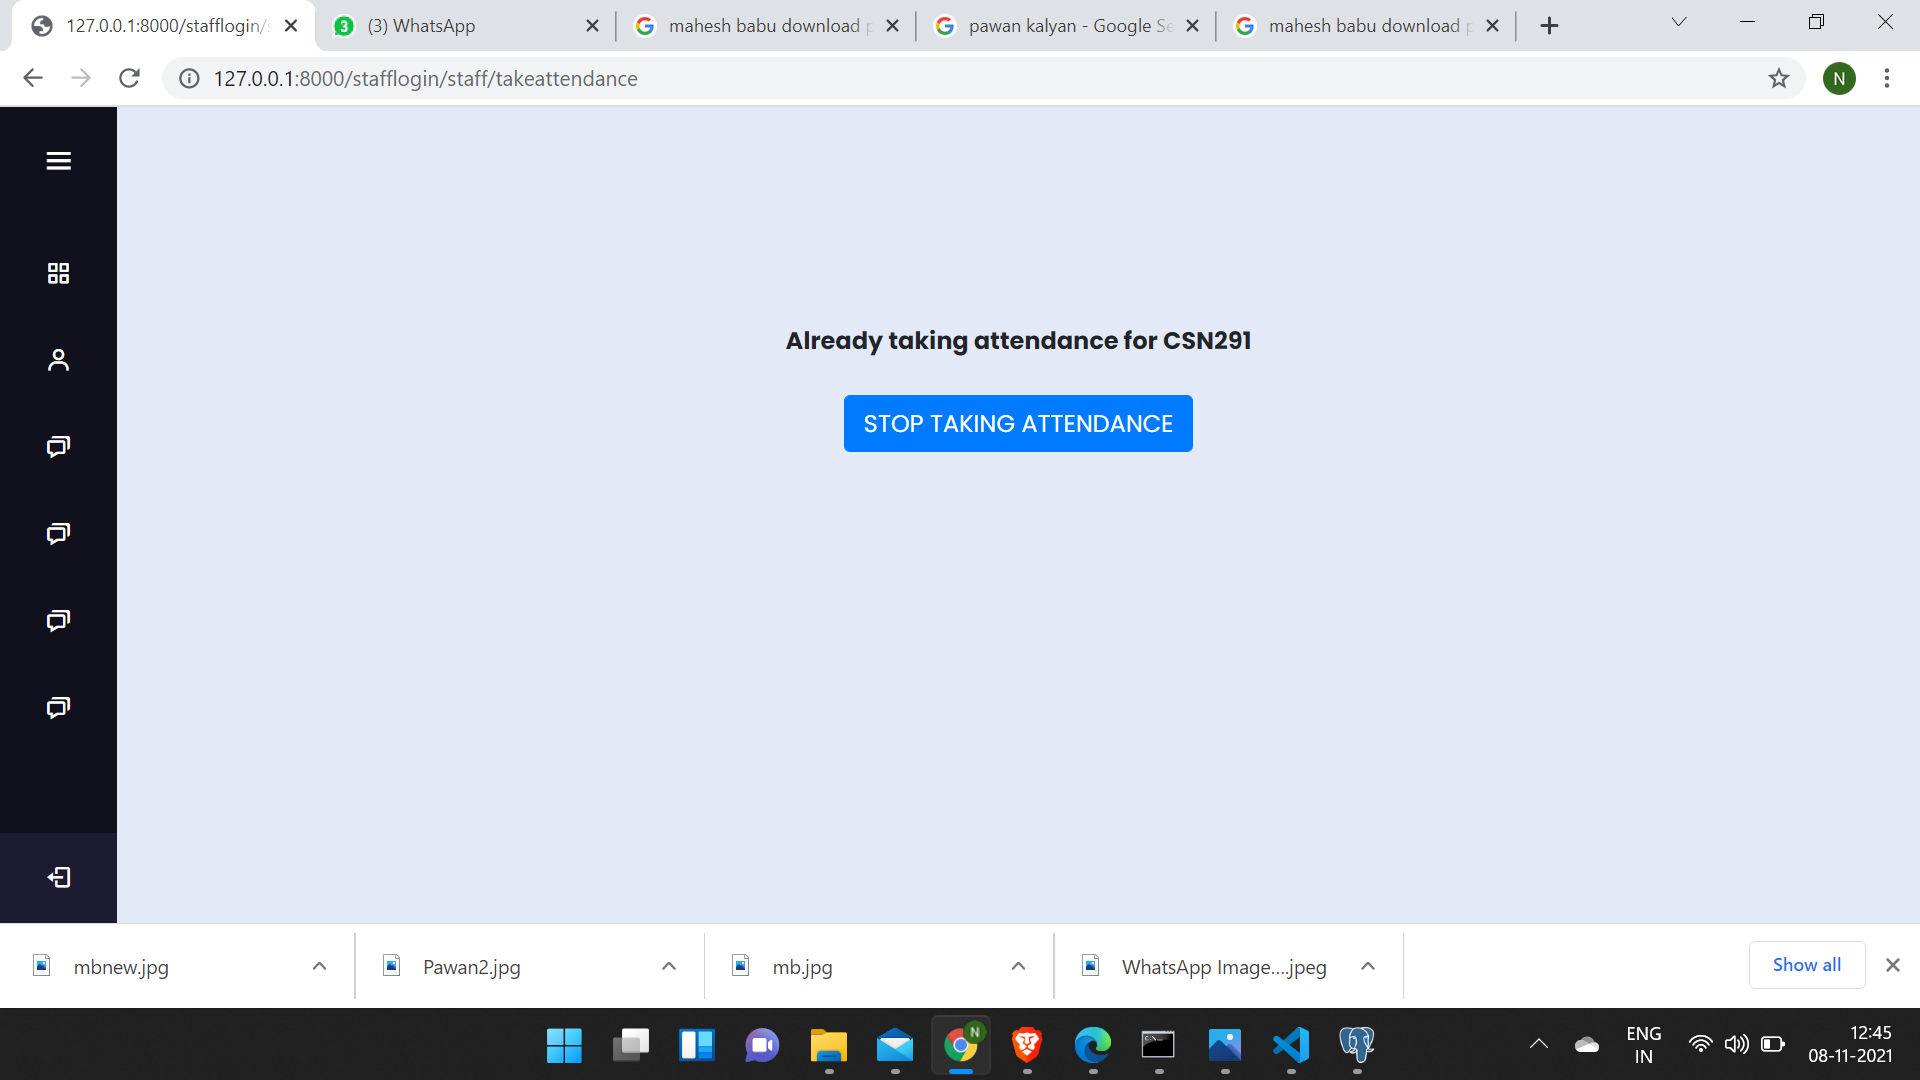 127.0.0.1:8000/stafflogin/
3 (3) WhatsApp
mahesh babu download
pawan kalyan - Google Se
mahesh babu download
127.0.0.1:8000/stafflogin/staff/takeattendance
N
Already taking attendance for CSN291
STOP TAKING ATTENDANCE
mbnew.jpg
Pawan2.jpg
mb.jpg
WhatsApp Image....jpeg
Show all
N
ENG
IN
12:45
08-11-2021